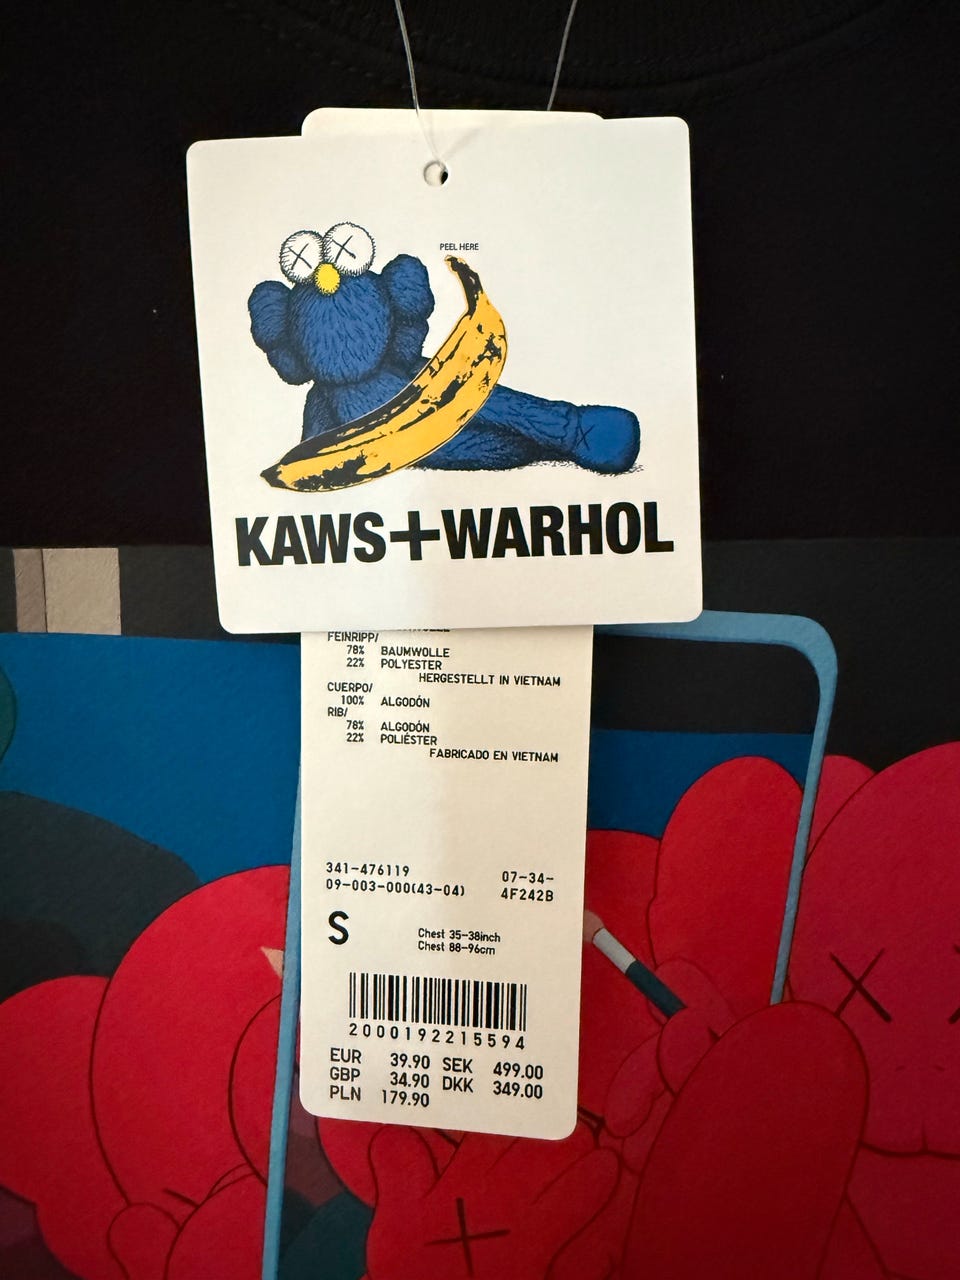 PEEL HERE
KAWS+WARHOL
FEINRIPP/
78% BAUMWOLLE
22% POLYESTER
HERGESTELLT IN VIETNAM
CUERPO/
100% ALGODÓN
RIB/
78% ALGODÓN
22% POLIÉSTER
FABRICADO EN VIETNAM
341-476119 07-34-
09-003-000(43-04) 4F242B
S
Chest 35-38inch
Chest 88-96cm
2000192215594
EUR 39.90 SEK 499.00
GBP 34.90 DKK 349.00
PLN 179.90